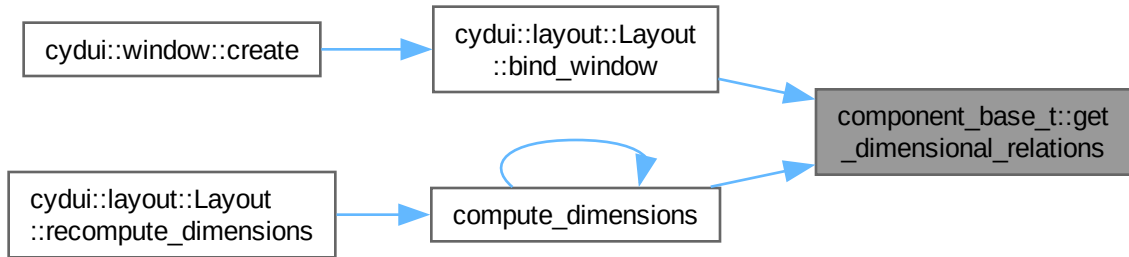 cydui::window::create
cydui::layout::Layout
::bind_window
component_base_t::get
_dimensional_relations
cydui::layout::Layout
::recompute_dimensions
compute_dimensions